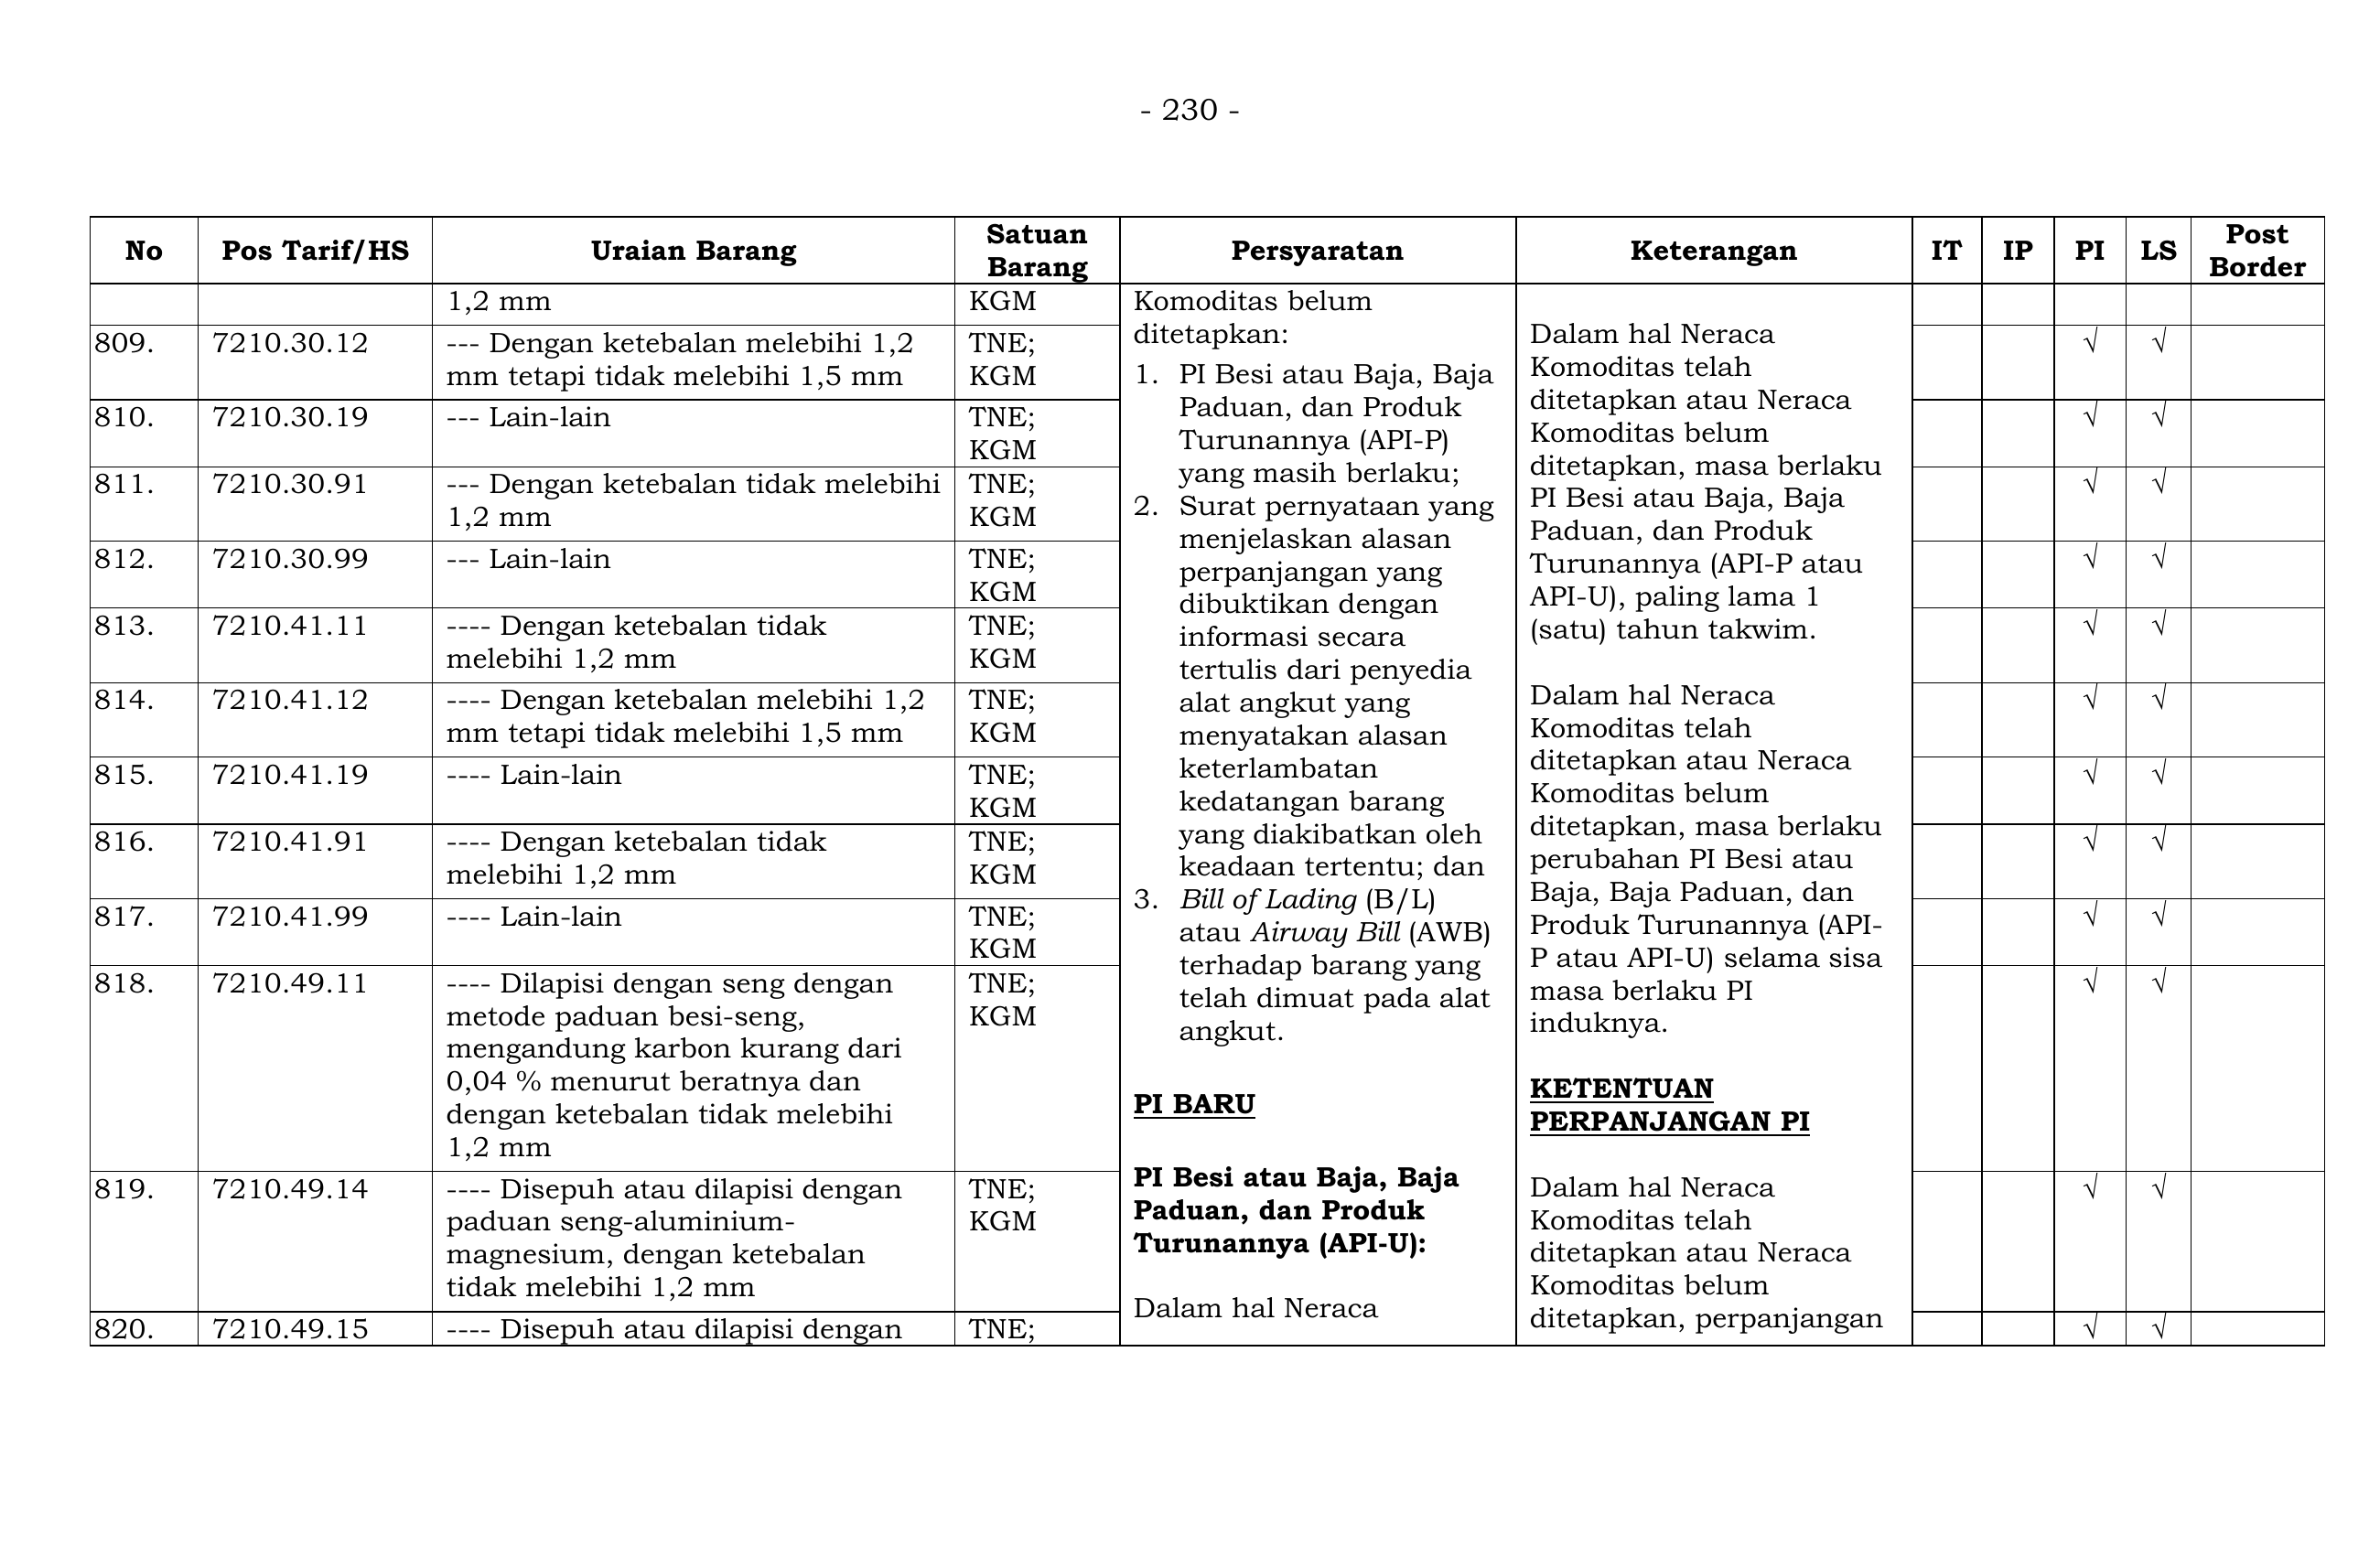 - 230 -
No
Pos Tarif/HS
Uraian Barang
Satuan
Barang
Persyaratan
Keterangan
IT
IP
PI
LS
Post
Border
1,2 mm
KGM
809.
7210.30.12
--- Dengan ketebalan melebihi 1,2
mm tetapi tidak melebihi 1,5 mm
TNE;
KGM
√
√
810.
7210.30.19
--- Lain-lain
TNE;
KGM
√
√
811.
7210.30.91
--- Dengan ketebalan tidak melebihi
1,2 mm
TNE;
KGM
√
√
812.
7210.30.99
--- Lain-lain
TNE;
KGM
√
√
813.
7210.41.11
---- Dengan ketebalan tidak
melebihi 1,2 mm
TNE;
KGM
√
√
814.
7210.41.12
---- Dengan ketebalan melebihi 1,2
mm tetapi tidak melebihi 1,5 mm
TNE;
KGM
√
√
815.
7210.41.19
---- Lain-lain
TNE;
KGM
√
√
816.
7210.41.91
---- Dengan ketebalan tidak
melebihi 1,2 mm
TNE;
KGM
√
√
817.
7210.41.99
---- Lain-lain
TNE;
KGM
√
√
818.
7210.49.11
---- Dilapisi dengan seng dengan
metode paduan besi-seng,
mengandung karbon kurang dari
0,04 % menurut beratnya dan
dengan ketebalan tidak melebihi
1,2 mm
TNE;
KGM
√
√
819.
7210.49.14
---- Disepuh atau dilapisi dengan
paduan seng-aluminium-
magnesium, dengan ketebalan
tidak melebihi 1,2 mm
TNE;
KGM
√
√
820.
7210.49.15
---- Disepuh atau dilapisi dengan
TNE;
√
√
Komoditas belum
ditetapkan:
1. PI Besi atau Baja, Baja
Paduan, dan Produk
Turunannya (API-P)
yang masih berlaku;
2. Surat pernyataan yang
menjelaskan alasan
perpanjangan yang
dibuktikan dengan
informasi secara
tertulis dari penyedia
alat angkut yang
menyatakan alasan
keterlambatan
kedatangan barang
yang diakibatkan oleh
keadaan tertentu; dan
3. Bill of Lading (B/L)
atau Airway Bill (AWB)
terhadap barang yang
telah dimuat pada alat
angkut.
PI BARU
PI Besi atau Baja, Baja
Paduan, dan Produk
Turunannya (API-U):
Dalam hal Neraca
Dalam hal Neraca
Komoditas telah
ditetapkan atau Neraca
Komoditas belum
ditetapkan, masa berlaku
PI Besi atau Baja, Baja
Paduan, dan Produk
Turunannya (API-P atau
API-U), paling lama 1
(satu) tahun takwim.
Dalam hal Neraca
Komoditas telah
ditetapkan atau Neraca
Komoditas belum
ditetapkan, masa berlaku
perubahan PI Besi atau
Baja, Baja Paduan, dan
Produk Turunannya (API-
P atau API-U) selama sisa
masa berlaku PI
induknya.
KETENTUAN
PERPANJANGAN PI
Dalam hal Neraca
Komoditas telah
ditetapkan atau Neraca
Komoditas belum
ditetapkan, perpanjangan